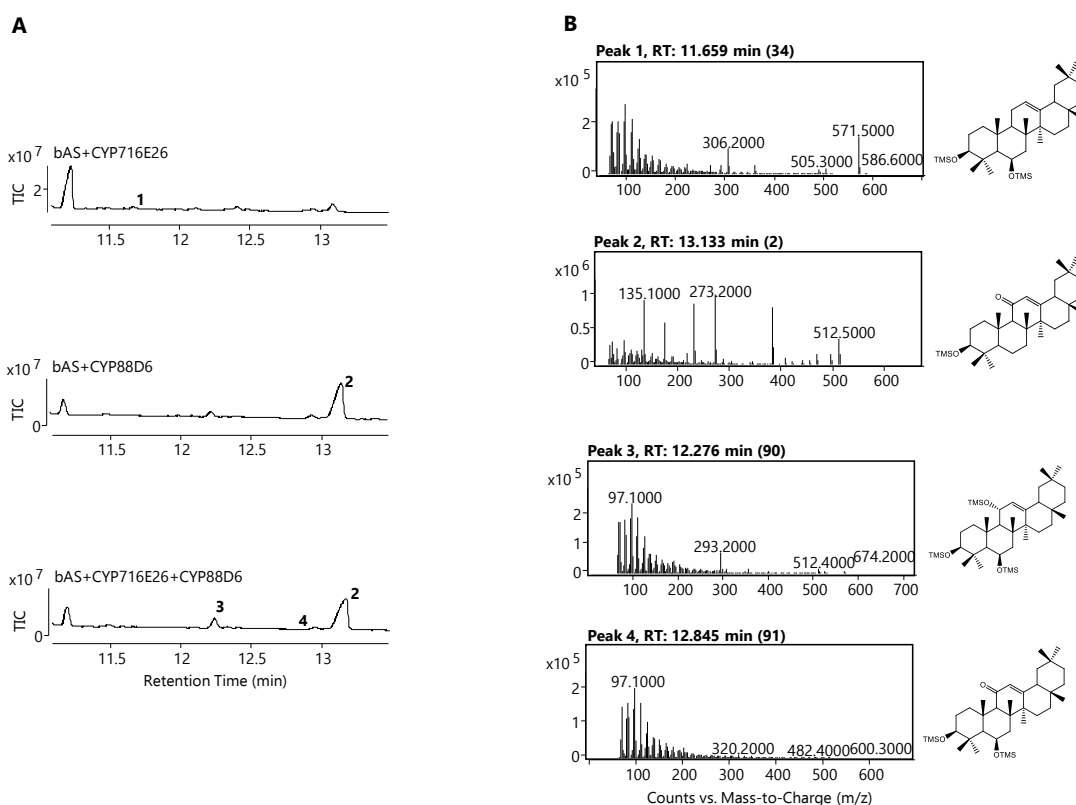 A
bAS+CYP716E26
x10 7
TIC
2
1
11.5 12 12.5 13
bAS+CYP88D6
x10 7
TIC
0
2
11.5 12 12.5 13
bAS+CYP716E26+CYP88D6
x10 7
TIC
0
3
4
2
11.5 12 12.5 13
Retention Time (min)
B
Peak 1, RT: 11.659 min (34)
x10 5
2
0
306.2000
571.5000
505.3000
586.6000
100 200 300 400 500 600
TMSO
OTMS
Peak 2, RT: 13.133 min (2)
x10 6
1
0.5
0
135.1000
273.2000
512.5000
100 200 300 400 500 600
O
TMSO
Peak 3, RT: 12.276 min (90)
x10 5
2
1
0
97.1000
293.2000
512.4000
674.2000
100 200 300 400 500 600 700
TMSO
TMSO
OTMS
Peak 4, RT: 12.845 min (91)
x10 5
2
1
0
97.1000
320.2000
482.4000
600.3000
100 200 300 400 500 600
O
TMSO
OTMS
Counts vs. Mass-to-Charge (m/z)